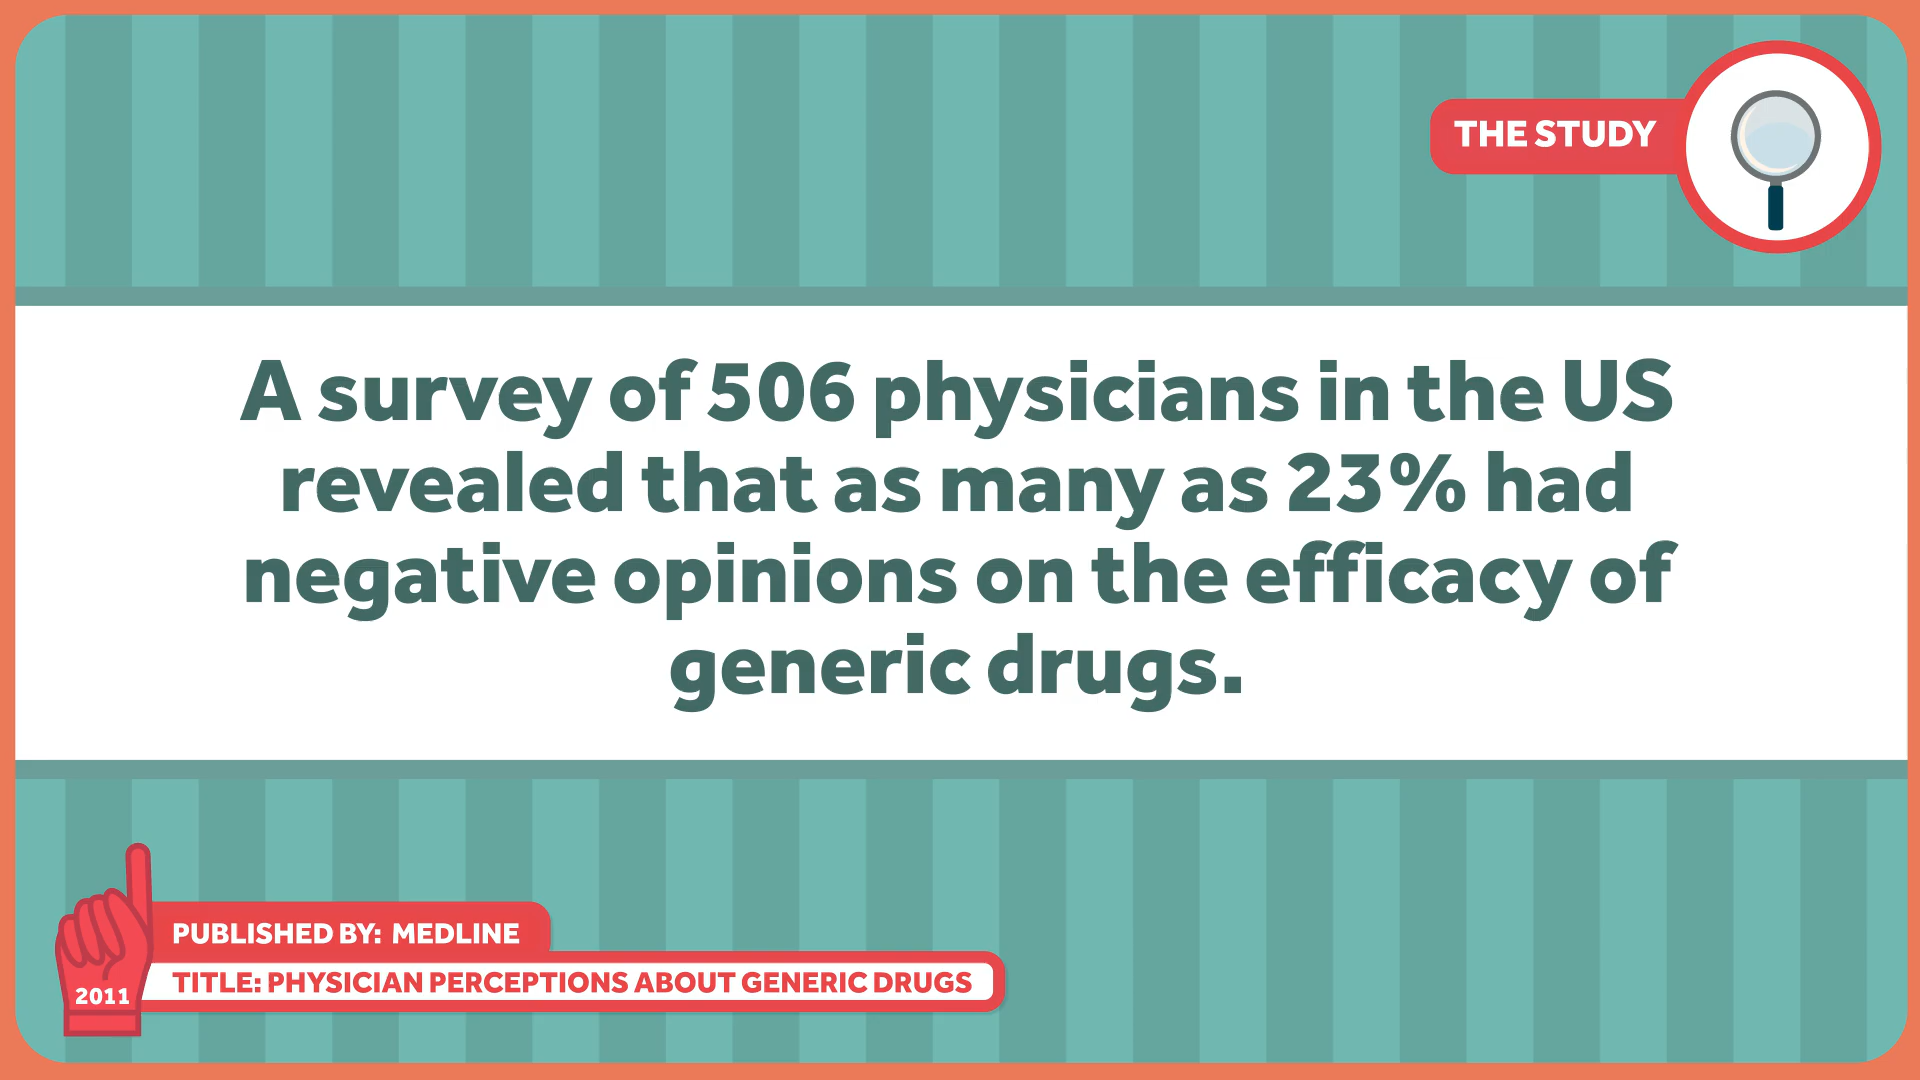 THE STUDY
A survey of 506 physicians in the US
revealed that as many as 23% had
negative opinions on the efficacy of
generic drugs.
PUBLISHED BY: MEDLINE
TITLE: PHYSICIAN PERCEPTIONS ABOUT GENERIC DRUGS
2011